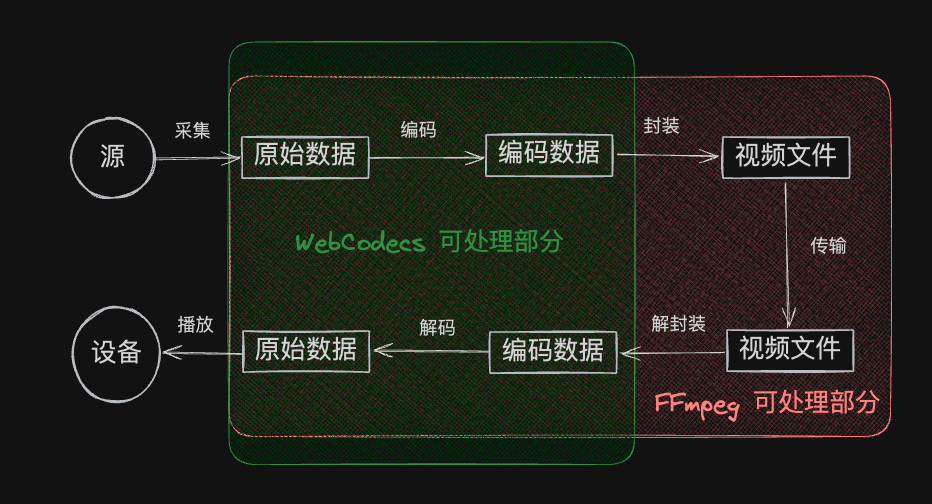 采集
编码
封装
源
原始数据
编码数据
视频文件
WebCodecs 可处理部分
传输
播放
解码
解封装
设备
原始数据
编码数据
视频文件
FFmpeg 可处理部分